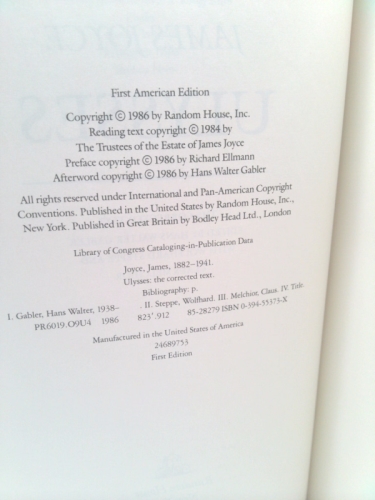 First American Edition
Copyright © 1986 by Random House, Inc.
Reading text copyright © 1984 by
The Trustees of the Estate of James Joyce
Preface copyright © 1986 by Richard Ellmann
Afterword copyright © 1986 by Hans Walter Gabler
All rights reserved under International and Pan-American Copyright
Conventions. Published in the United States by Random House, Inc.,
New York. Published in Great Britain by Bodley Head Ltd., London
Library of Congress Cataloging-in-Publication Data
Joyce, James, 1882–1941.
Ulysses: the corrected text.
Bibliography: p.
1. Gabler, Hans Walter, 1938– . II. Steppe, Wolfhard. III. Melchior, Claus. IV. Title.
PR6019.O9U4 1986 823'.912 85-28279 ISBN 0-394-55373-X
Manufactured in the United States of America
24689753
First Edition